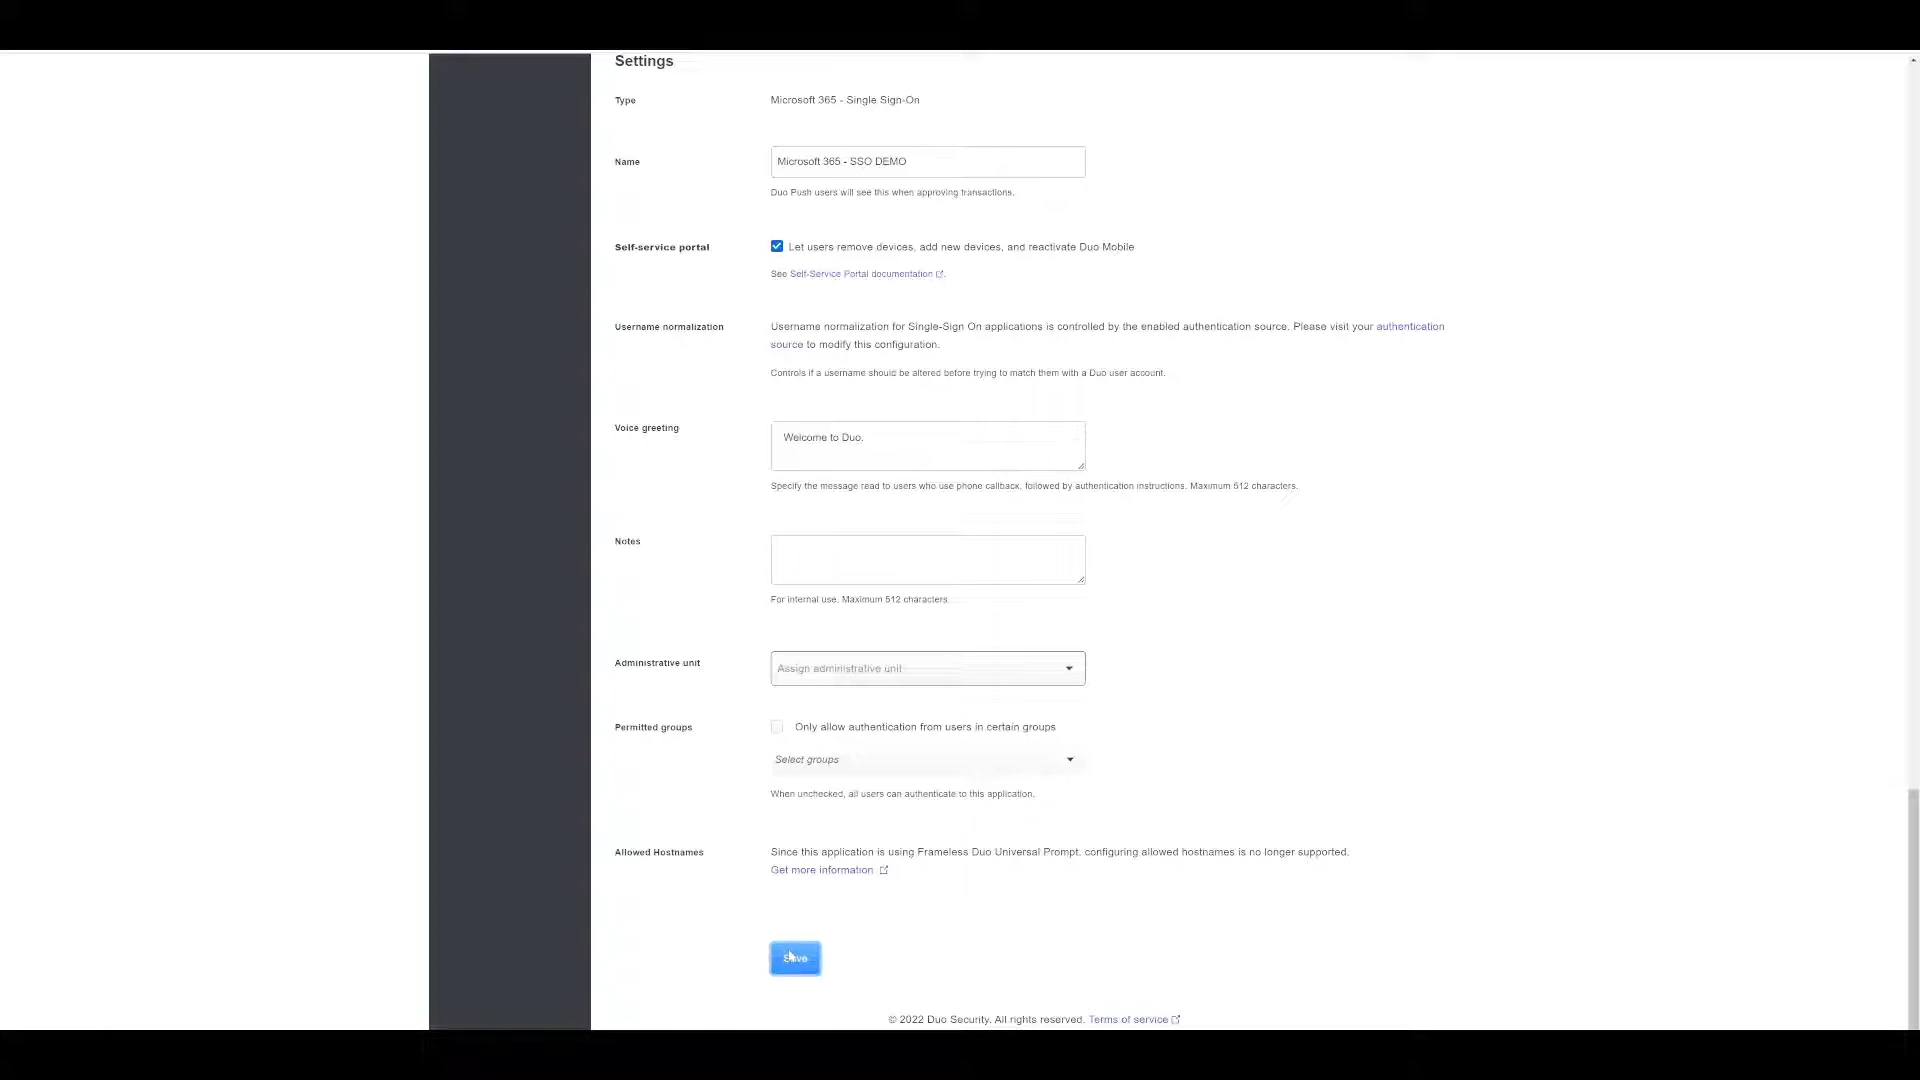 Settings
Type
Microsoft 365 - Single Sign-On
Name
Microsoft 365 - SSO DEMO
Duo Push users will see this when approving transactions.
Self-service portal
Let users remove devices, add new devices, and reactivate Duo Mobile
See Self-Service Portal documentation.
Username normalization
Username normalization for Single-Sign On applications is controlled by the enabled authentication source. Please visit your authentication
source to modify this configuration.
Controls if a username should be altered before trying to match them with a Duo user account.
Voice greeting
Welcome to Duo.
Specify the message read to users who use phone callback, followed by authentication instructions. Maximum 512 characters.
Notes
For internal use. Maximum 512 characters.
Administrative unit
Assign administrative unit
Permitted groups
Only allow authentication from users in certain groups
Select groups
When unchecked, all users can authenticate to this application.
Allowed Hostnames
Since this application is using Frameless Duo Universal Prompt, configuring allowed hostnames is no longer supported.
Get more information
Save
© 2022 Duo Security. All rights reserved. Terms of service